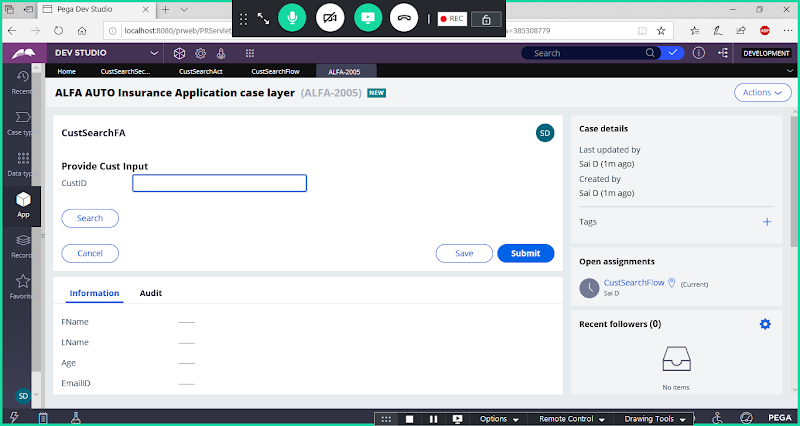 Pega Dev Studio
localhost:8080/prweb/PRServlet
=385308779
REC
ABP
DEV STUDIO
Search
DEVELOPMENT
Home
CustSearchSec...
CustSearchAct
CustSearchFlow
ALFA-2005
Recent
Case typ
Data typ
App
Record
Favorit
SD
ALFA AUTO Insurance Application case layer (ALFA-2005) NEW
Actions
CustSearchFA
SD
Provide Cust Input
CustID
Search
Cancel
Save
Submit
Information
Audit
FName
LName
Age
EmailID
Case details
Last updated by
Sai D (1m ago)
Created by
Sai D (1m ago)
Tags
Open assignments
CustSearchFlow (Current)
Sai D
Recent followers (0)
No items
Options
Remote Control
Drawing Tools
PEGA